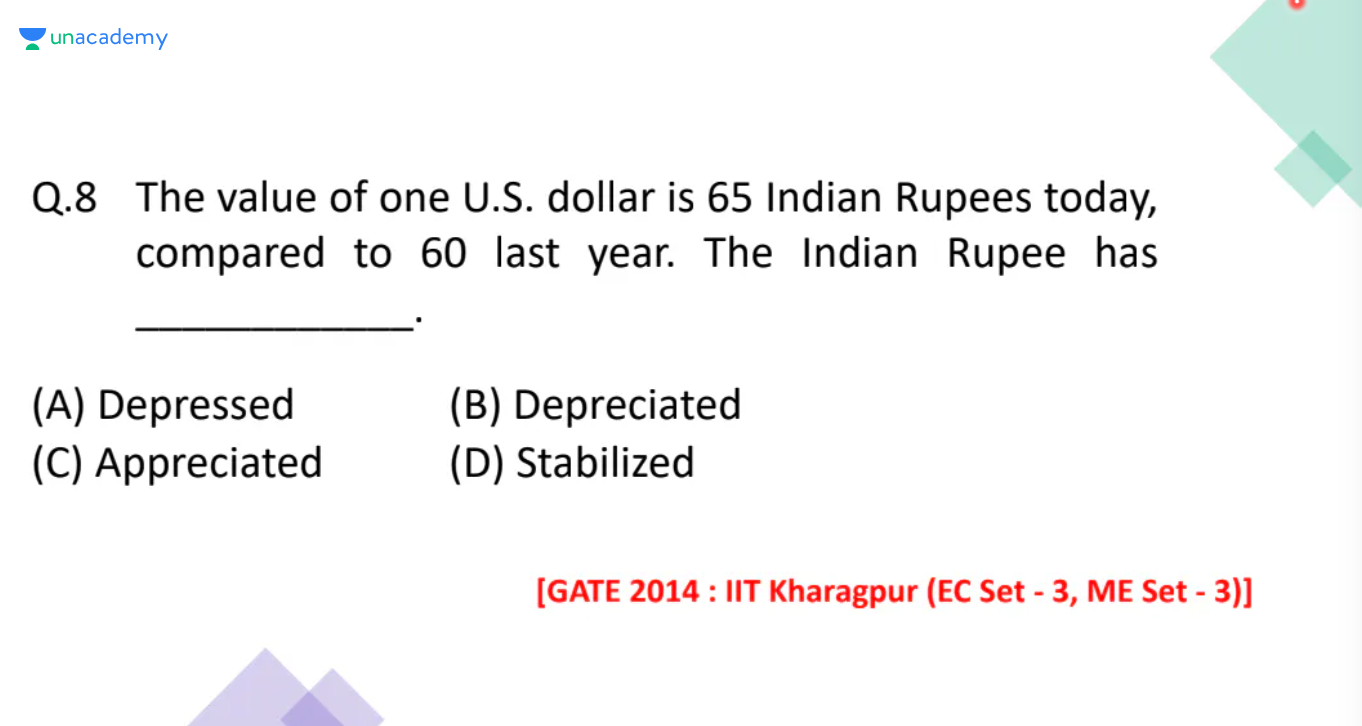 unacademy
Q.8 The value of one U.S. dollar is 65 Indian Rupees today,
compared to 60 last year. The Indian Rupee has
____________.
(A) Depressed (B) Depreciated
(C) Appreciated (D) Stabilized
[GATE 2014 : IIT Kharagpur (EC Set - 3, ME Set - 3)]